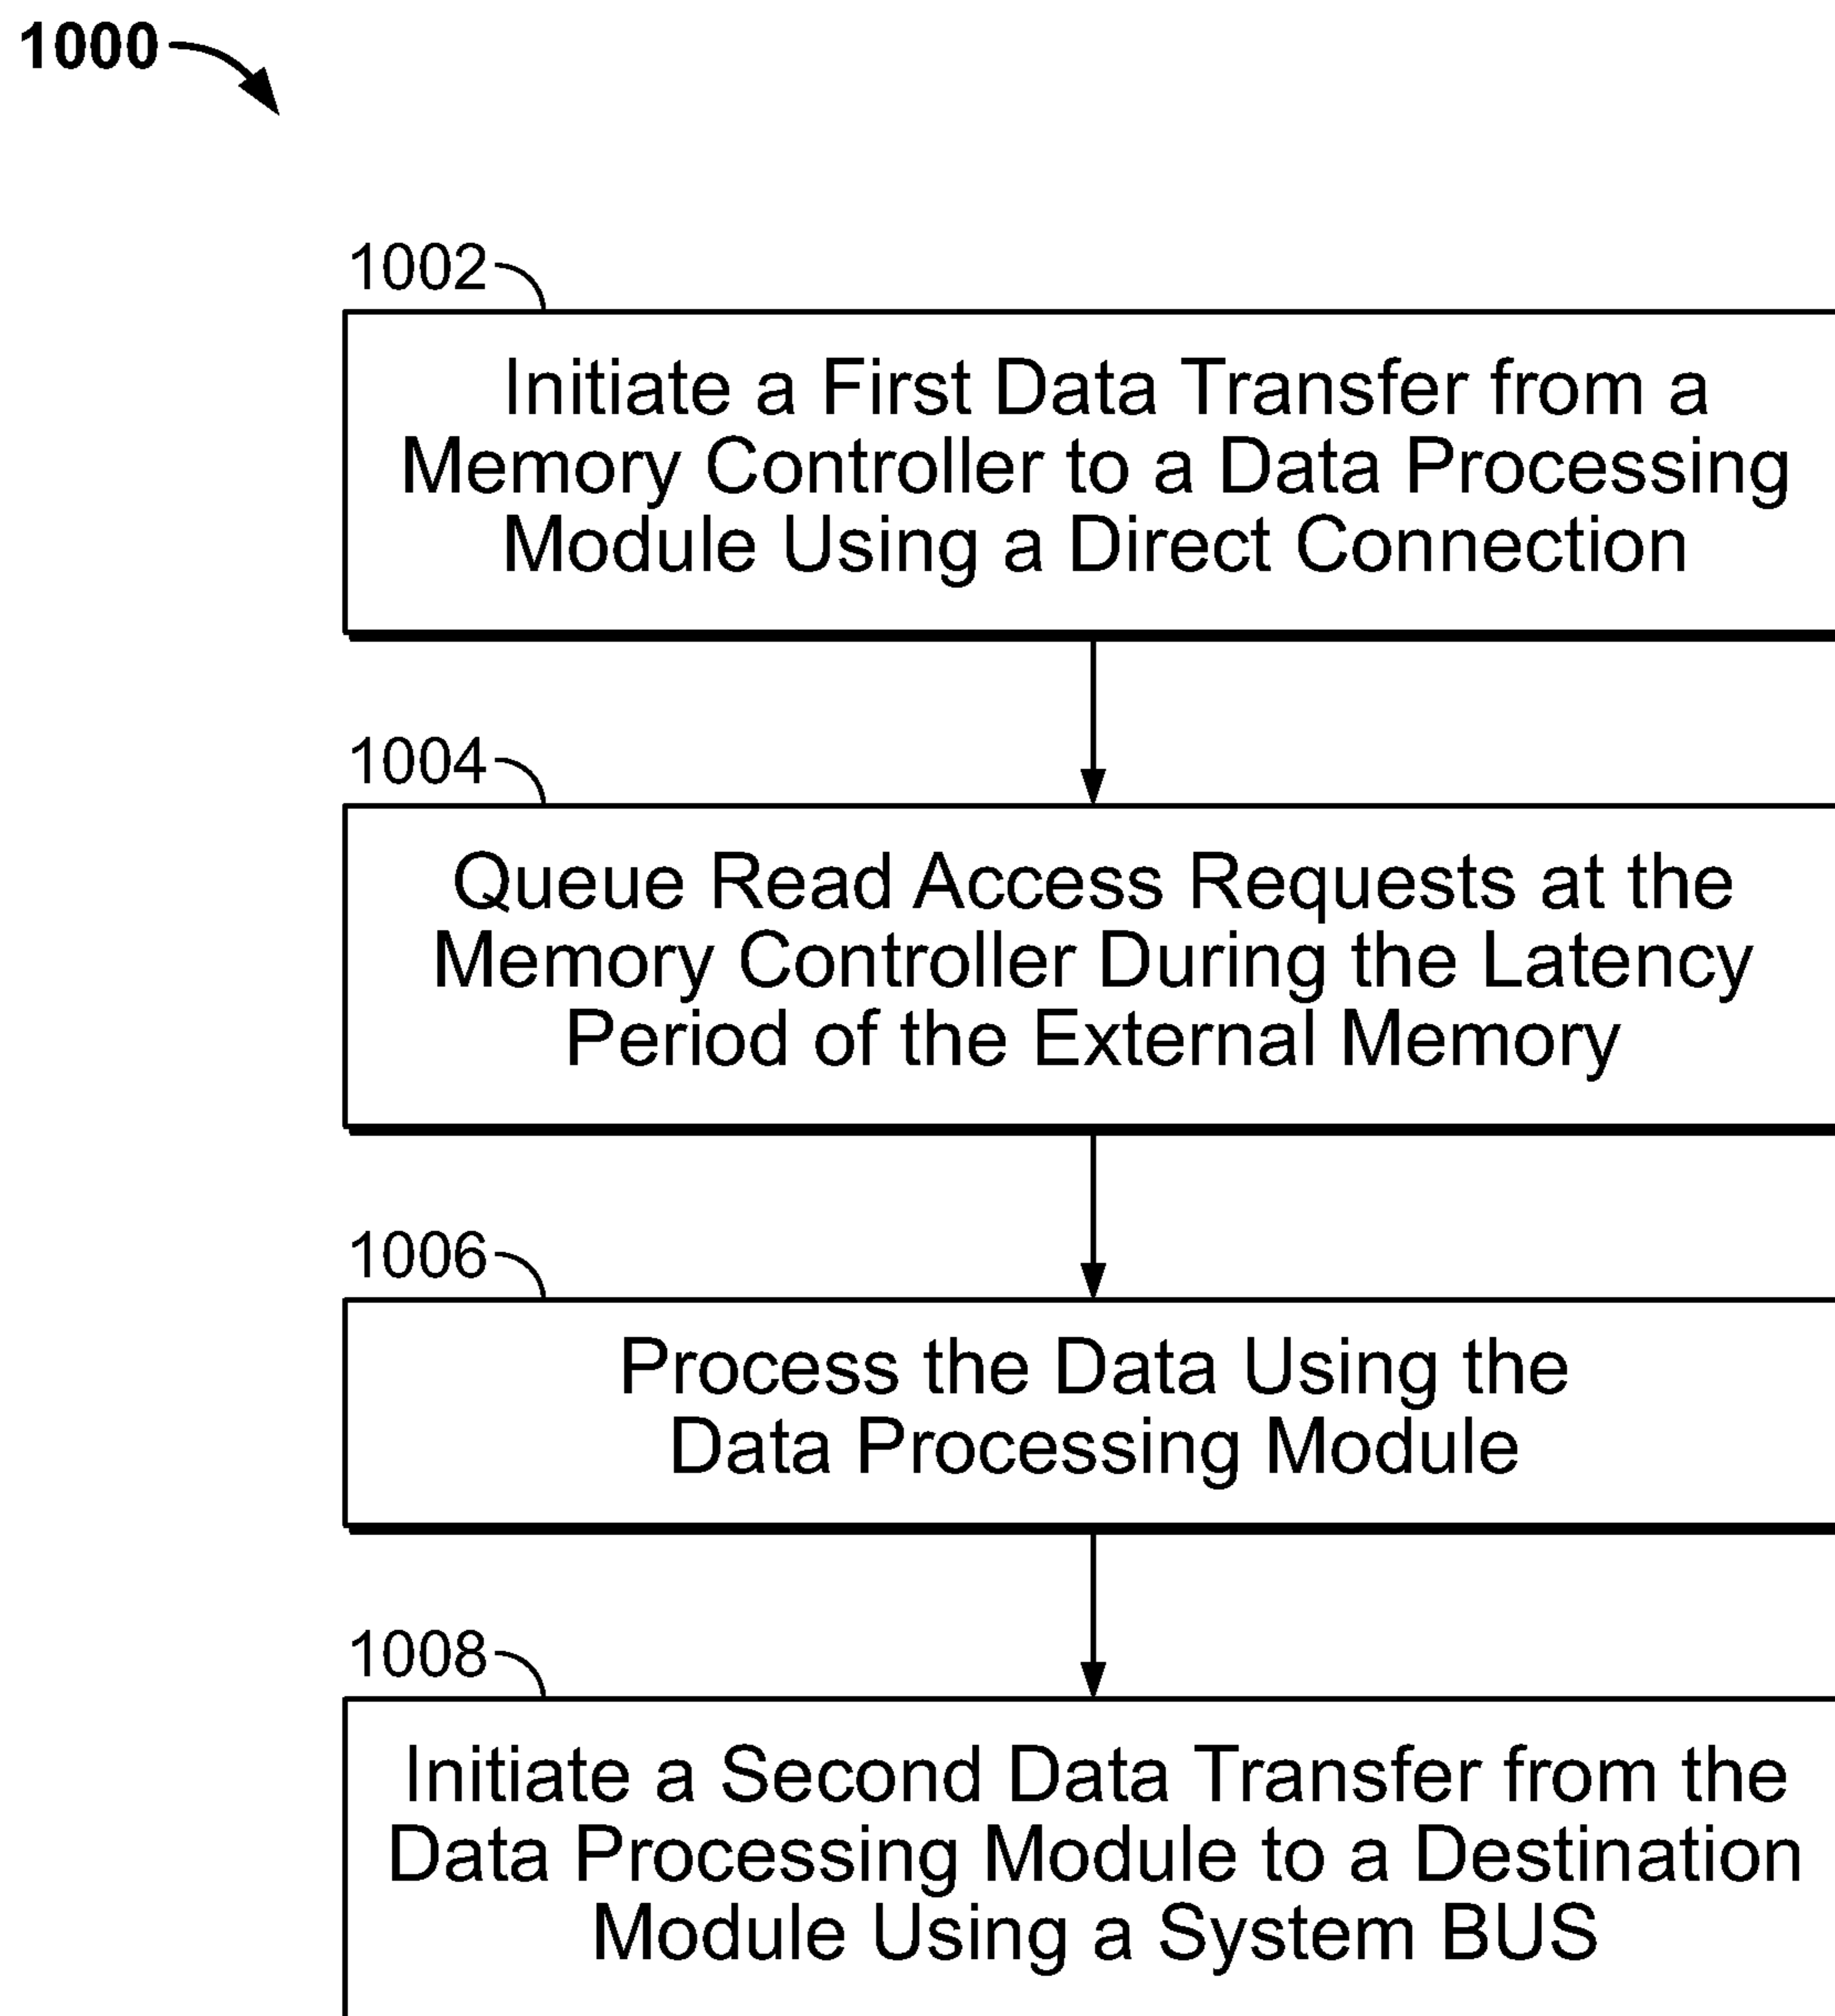 1000
1002
Initiate a First Data Transfer from a
Memory Controller to a Data Processing
Module Using a Direct Connection
1004
Queue Read Access Requests at the
Memory Controller During the Latency
Period of the External Memory
1006
Process the Data Using the
Data Processing Module
1008
Initiate a Second Data Transfer from the
Data Processing Module to a Destination
Module Using a System BUS